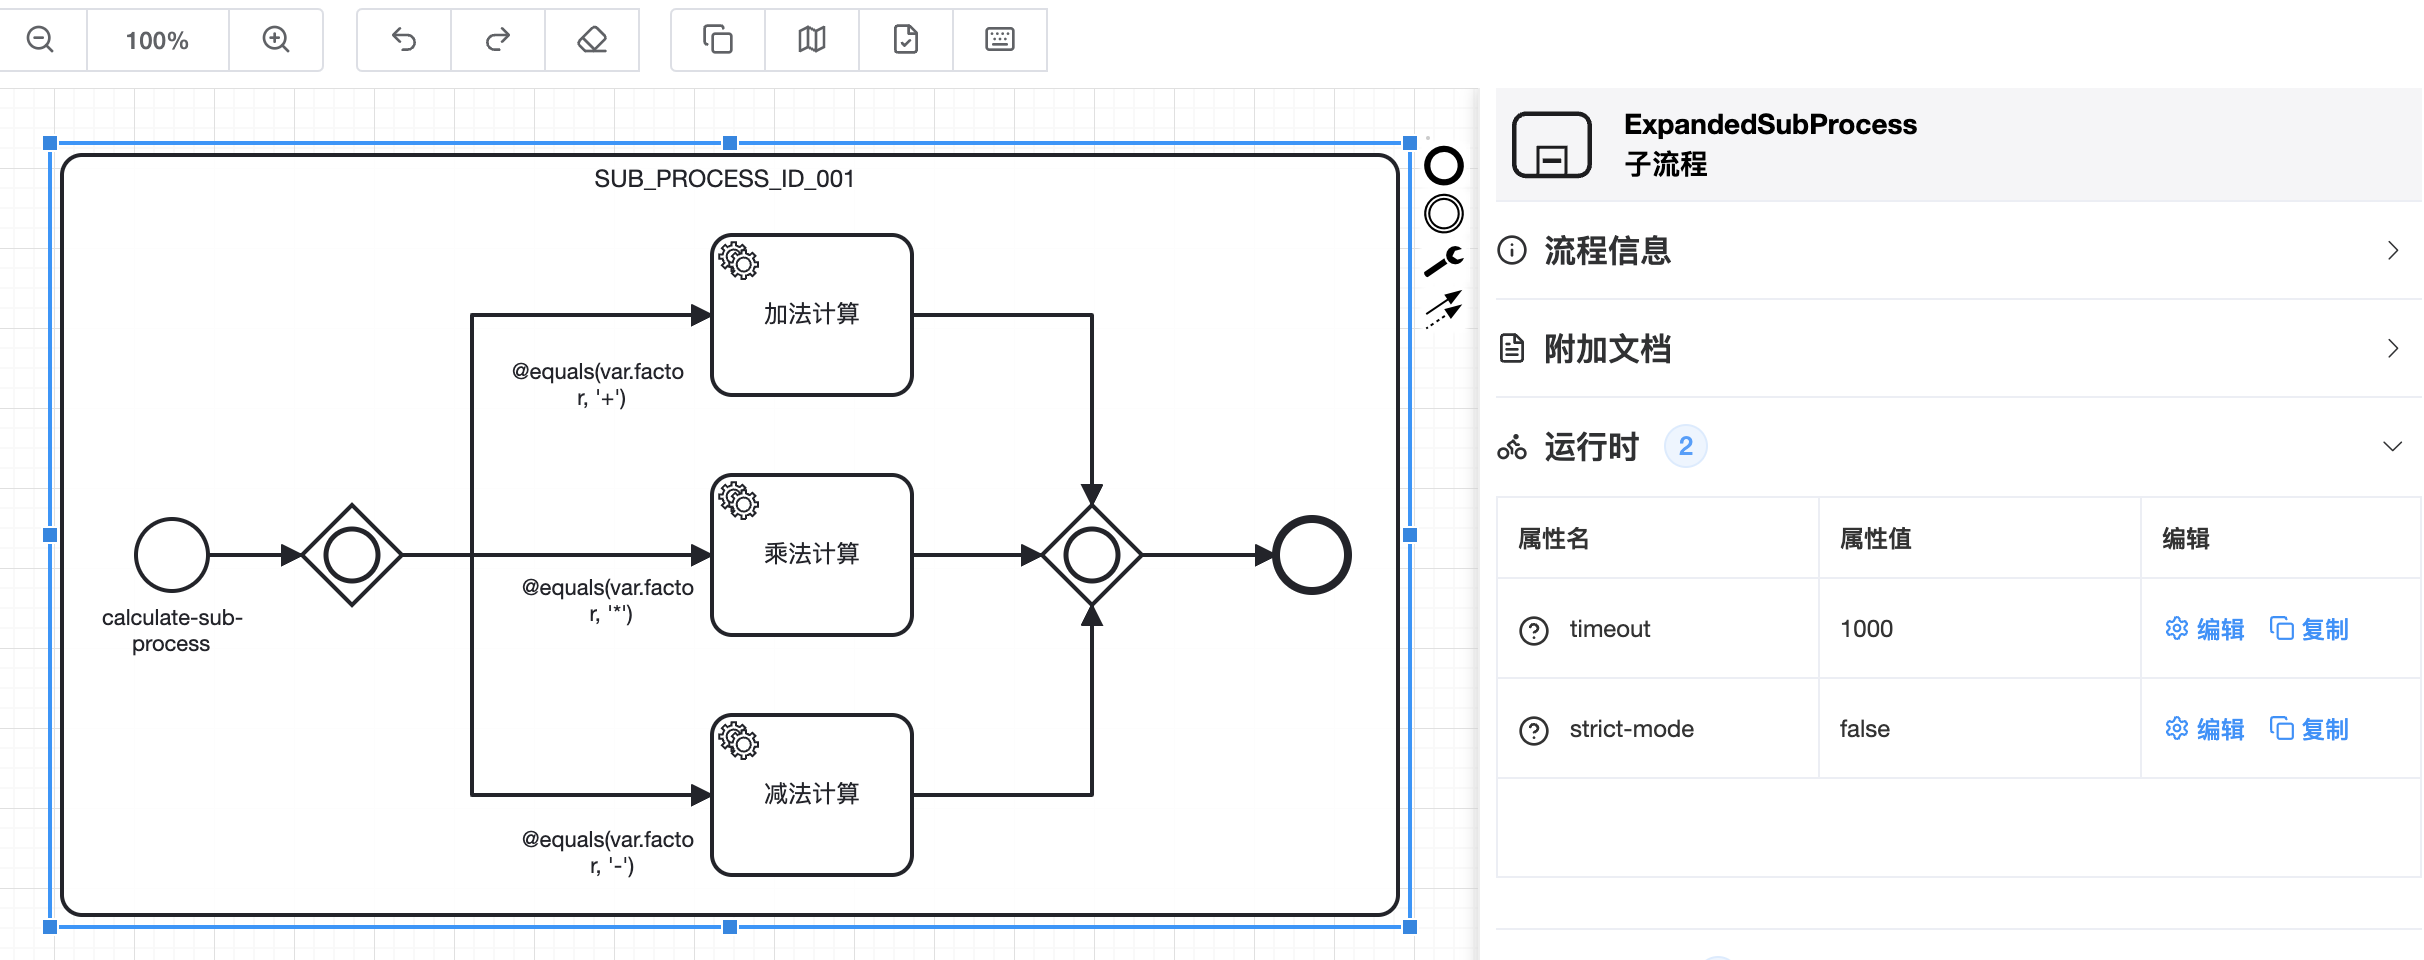 100%
SUB_PROCESS_ID_001
加法计算
@equals(var.facto
r, '+')
乘法计算
@equals(var.facto
r, '*')
calculate-sub-
process
减法计算
@equals(var.facto
r, '-')
ExpandedSubProcess
子流程
流程信息
附加文档
运行时 2
属性名 属性值 编辑
timeout 1000 编辑 复制
strict-mode false 编辑 复制